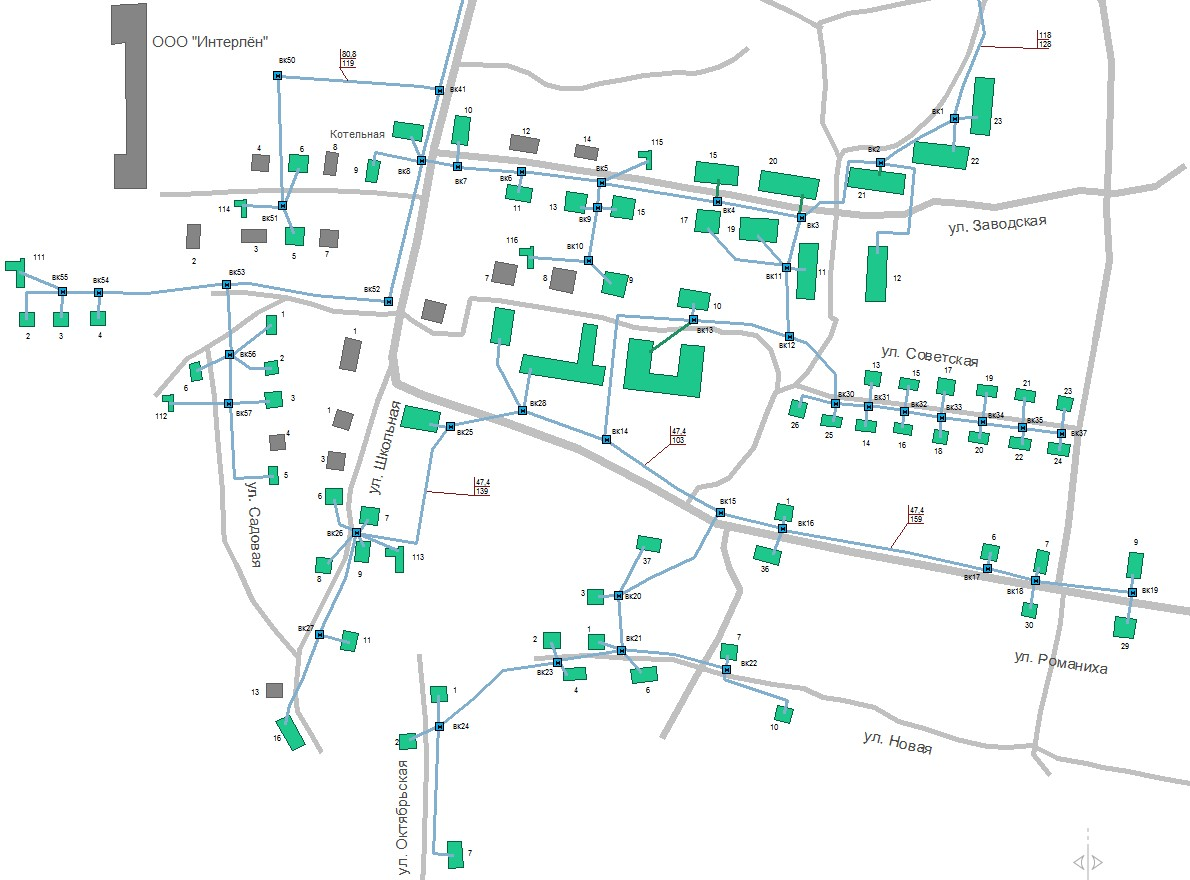 118
128
ООО "Интерлён"
вк50
80,8
119
вк41
вк1
23
Котельная
10
12
14
115
вк2
22
4
6
8
9
вк8
вк7
вк6
вк5
15
20
21
11
13
вк9
15
вк4
вк3
ул. Заводская
114
вк51
17
19
2
3
5
7
116
вк10
вк11
11
12
111
вк55
вк54
вк53
вк52
7
8
9
2
3
4
10
вк13
вк12
1
1
вк56
2
6
ул. Советская
13
15
17
19
21
23
вк30
вк31
вк32
вк33
вк34
вк35
вк37
26
25
14
16
18
20
22
24
112
вк57
3
1
вк28
вк25
вк14
47,4
103
4
3
ул. Школьная
5
47,4
139
ул. Садовая
6
7
вк26
8
9
113
вк15
1
вк16
36
47,4
159
6
7
9
вк17
вк18
вк19
30
29
37
3
вк20
вк27
11
2
1
вк21
вк23
4
6
7
вк22
10
ул. Романиха
13
16
1
2
вк24
ул. Новая
ул. Октябрьская
7